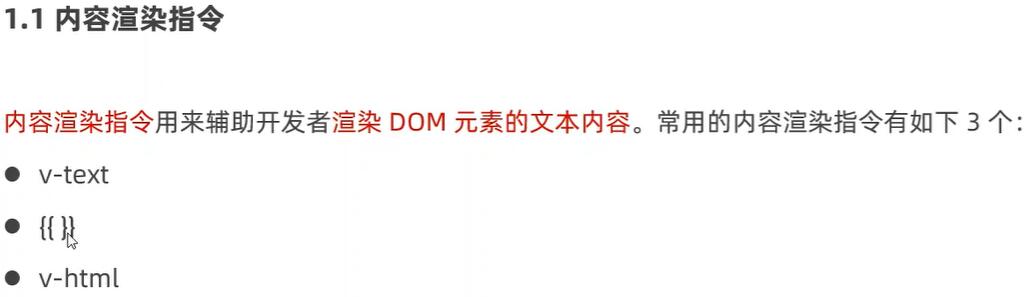 1.1 内容渲染指令
内容渲染指令用来辅助开发者渲染 DOM 元素的文本内容。常用的内容渲染指令有如下 3 个：
● v-text
● {{ }}
● v-html